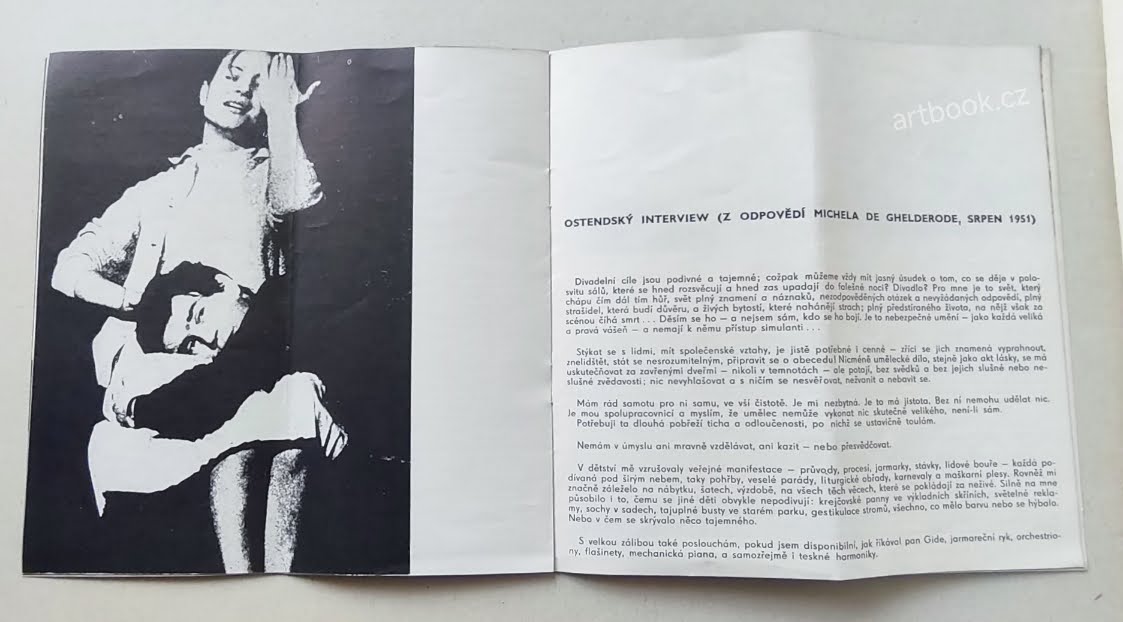 artbook.cz
OSTENDSKÝ INTERVIEW (Z ODPOVĚDÍ MICHELA DE GHELDERODE, SRPEN 1951)
Divadelní cíle jsou podivné a tajemné; cožpak můžeme vždy mít jasný úsudek o tom, co se děje v polo-
svitu sálů, které se hned rozsvěcují a hned zas upadají do falešné noci? Divadlo? Pro mne je to svět, který
chápu čím dál tím hůř, svět plný znamení a náznaků, nezodpověděných otázek a nevyžádaných odpovědí, plný
strašidel, která budí důvěru, a živých bytostí, které nahánějí strach; plný předstíraného života, na nějž však za
scénou číhá smrt . . . Děsím se ho — a nejsem sám, kdo se ho bojí. Je to nebezpečné umění — jako každá veliká
a pravá vášeň — a nemají k němu přístup simulanti . . .
Stýkat se s lidmi, mít společenské vztahy, je jistě potřebné i cenné — zříci se jich znamená vyprahnout,
znelidštět, stát se nesrozumitelným, připravit se o abecedu! Nicméně umělecké dílo, stejně jako akt lásky, se má
uskutečňovat za zavřenými dveřmi — nikoli v temnotách — ale potají, bez svědků a bez jejich slušné nebo ne-
slušné zvědavosti; nic nevyhlašovat a s ničím se nesvěřovat, nežvanit a nebavit se.
Mám rád samotu pro ni samu, ve vší čistotě. Je mi nezbytná. Je to má jistota. Bez ní nemohu udělat nic.
Je mou spolupracovnicí a myslím, že umělec nemůže vykonat nic skutečně velikého, není-li sám.
Potřebuji ta dlouhá pobřeží ticha a odloučenosti, po nichž se ustavičně toulám.
Nemám v úmyslu ani mravně vzdělávat, ani kazit — nebo přesvědčovat.
V dětství mě vzrušovaly veřejné manifestace — průvody, procesí, jarmarky, stávky, lidové bouře — každá po-
dívaná pod širým nebem, taky pohřby, veselé parády, liturgické obřady, karnevaly a maškarní plesy. Rovněž mi
značně záleželo na nábytku, šatech, výzdobě, na všech těch věcech, které se pokládají za neživé. Silně na mne
působilo i to, čemu se jiné děti obvykle nepodivují: krejčovské panny ve výkladních skříních, světelné rekla-
my, sochy v sadech, tajuplné busty ve starém parku, gestikulace stromů, všechno, co mělo barvu nebo se hýbalo.
Nebo v čem se skrývalo něco tajemného.
S velkou zálibou také poslouchám, pokud jsem disponibilní, jak říkával pan Gide, jarmareční ryk, orchestrio-
ny, flašinety, mechanická piana, a samozřejmě i teskné harmoniky.